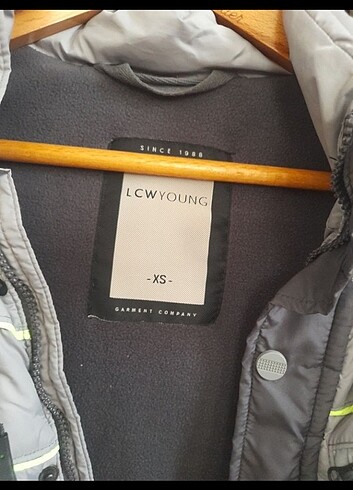 SINCE 1988
LCWYOUNG
-XS-
GARMENT COMPANY